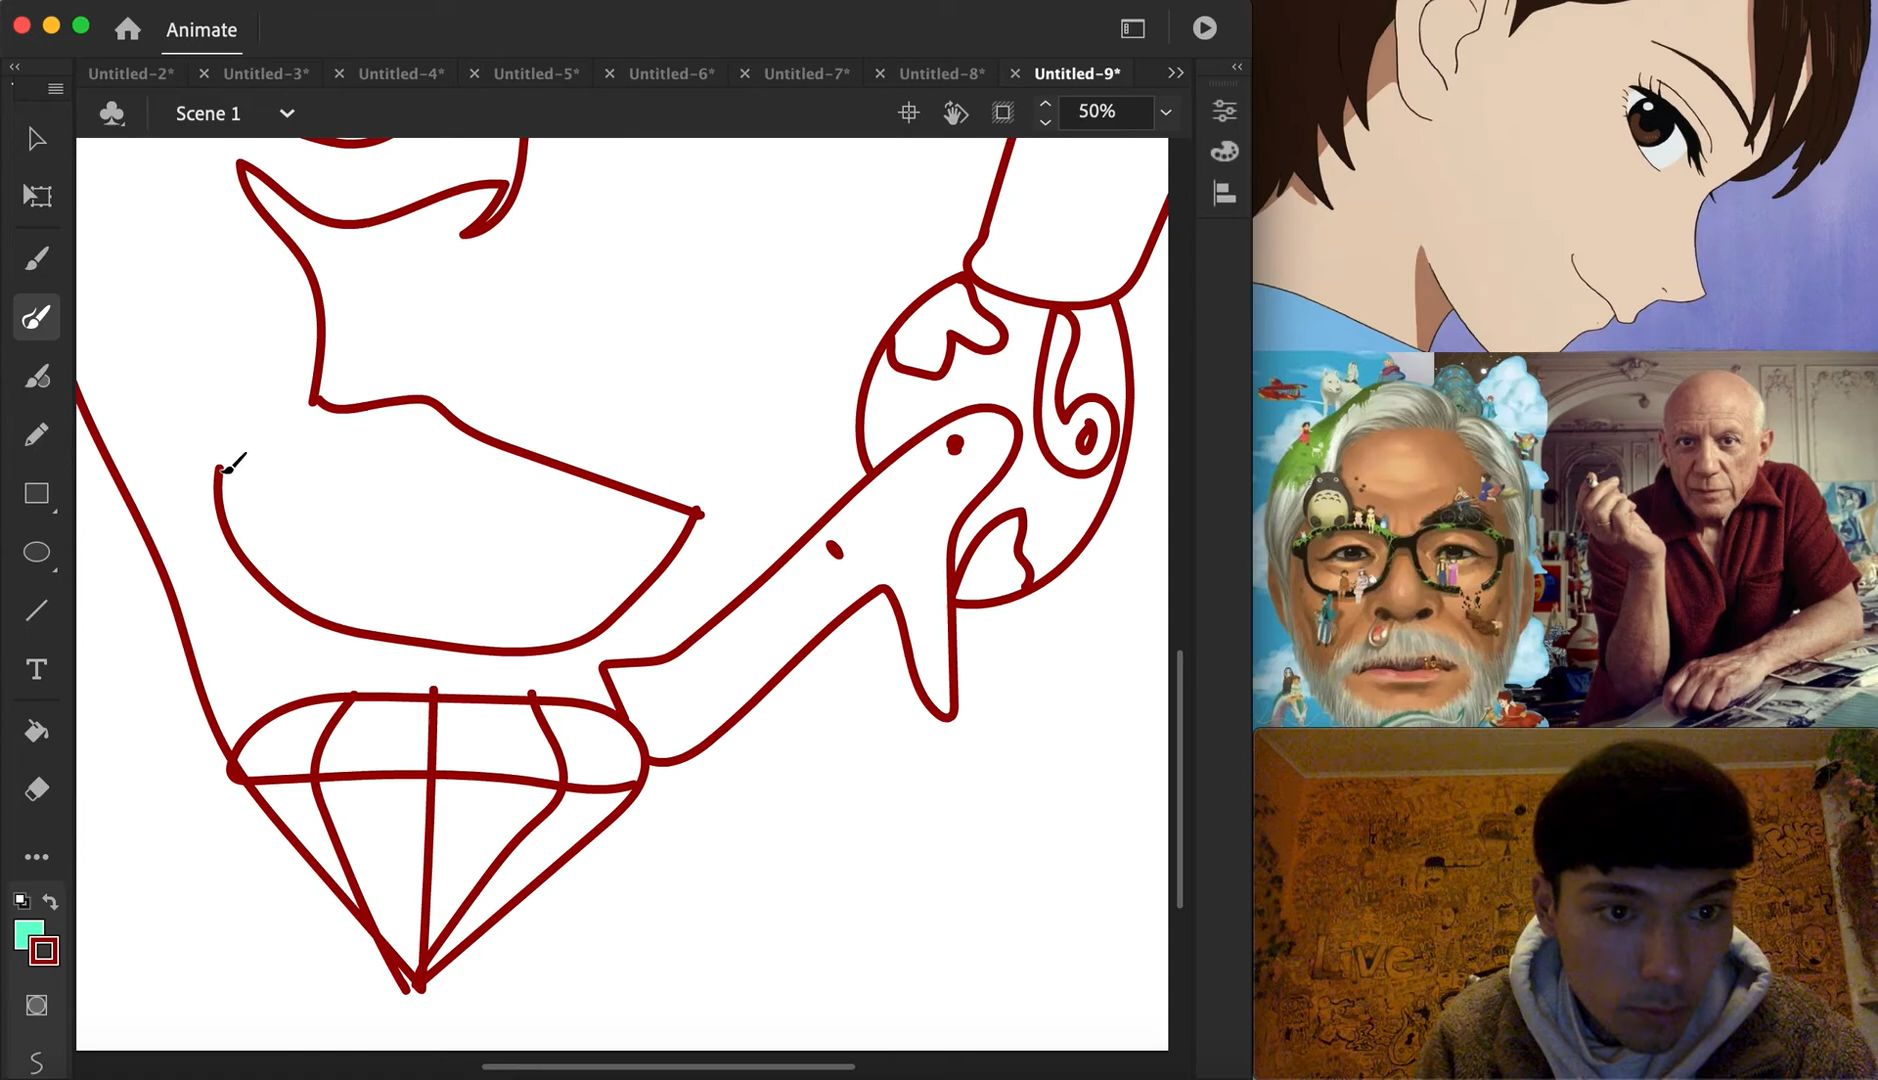 Animate
Untitled-2* Untitled-3* Untitled-4* Untitled-5* Untitled-6* Untitled-7* Untitled-8* Untitled-9*
Scene 1
50%
T
Live